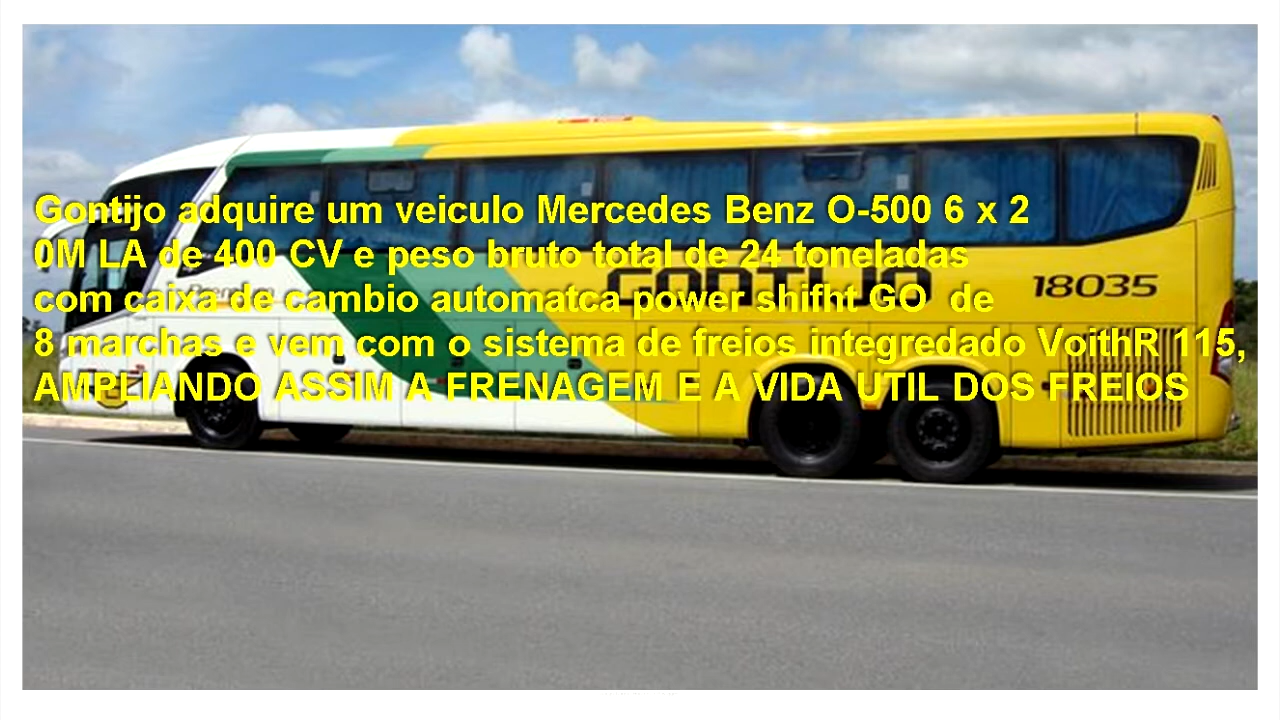 Gontijo adquire um veiculo Mercedes Benz O-500 6 x 2
0M LA de 400 CV e peso bruto total de 24 toneladas
GONTIJO
18035
com caixa de cambio automatca power shifht GO  de
8 marchas e vem com o sistema de freios integredado VoithR 115,
AMPLIANDO ASSIM A FRENAGEM E A VIDA UTIL DOS FREIOS